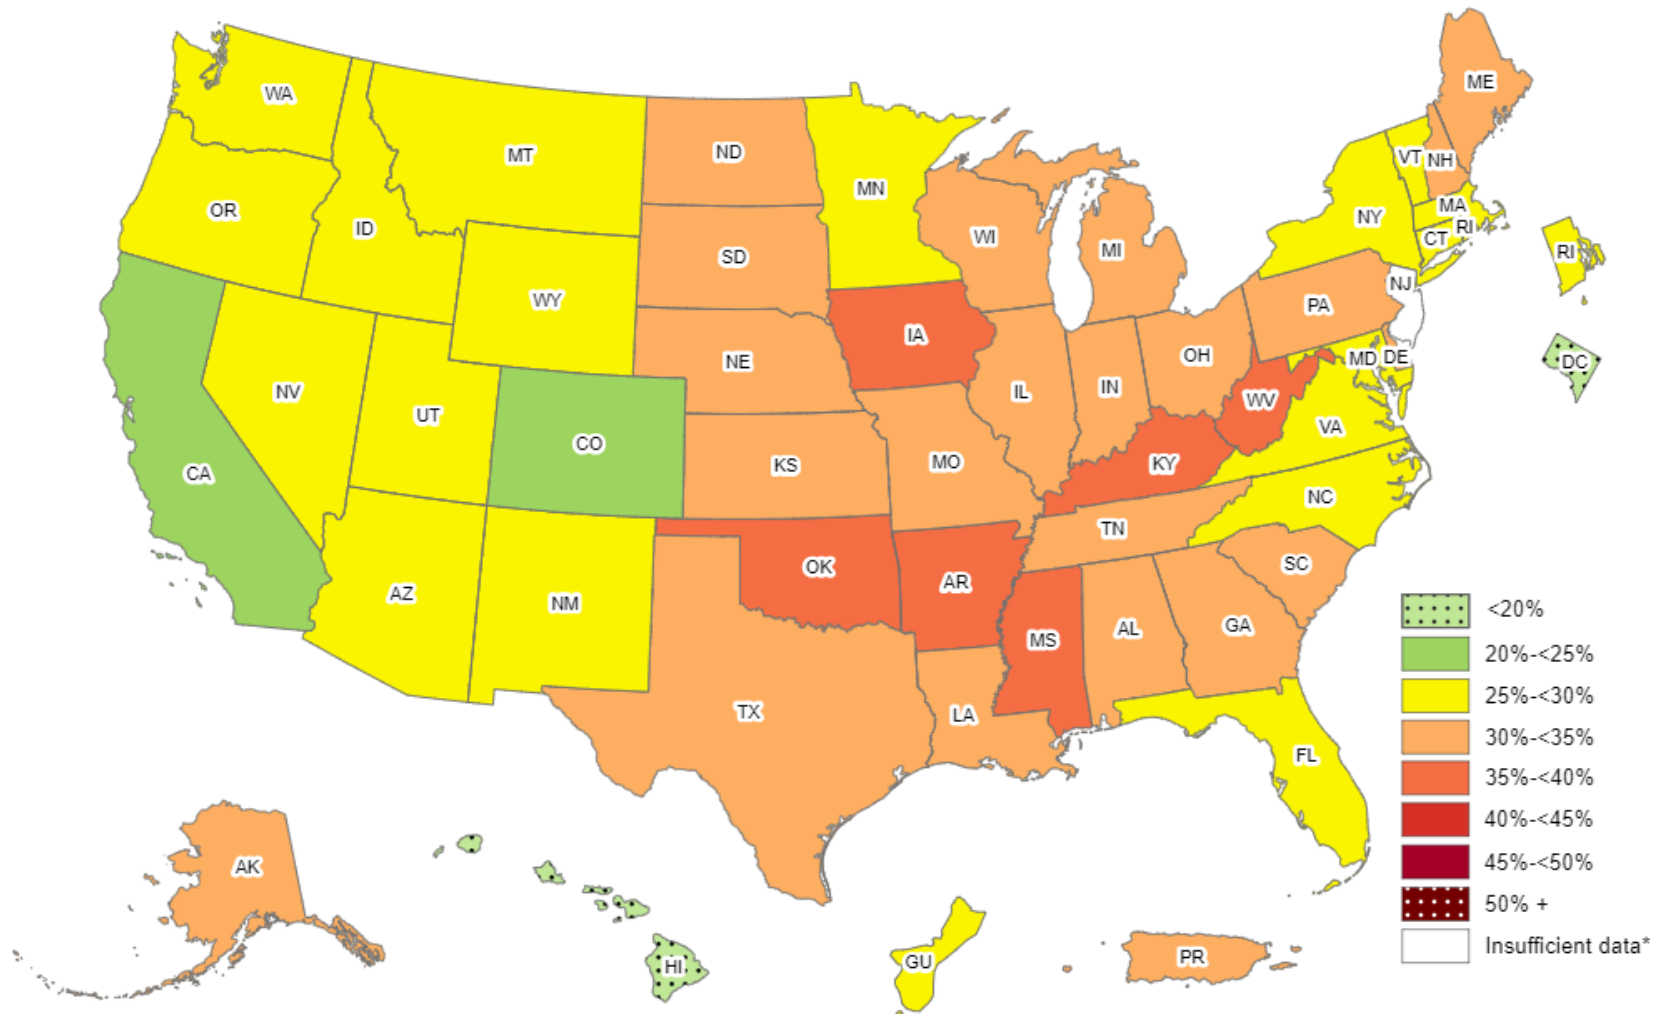 WA
MT
ND
MN
ME
OR
ID
SD
WI
MI
VT
NH
NY
MA
CT
RI
RI
WY
NE
IA
PA
NJ
NV
UT
CO
KS
IL
IN
OH
MD
DE
DC
CA
MO
WV
VA
KY
NC
AZ
NM
OK
AR
TN
SC
TX
LA
MS
AL
GA
FL
AK
HI
GU
PR
<20%
20%-<25%
25%-<30%
30%-<35%
35%-<40%
40%-<45%
45%-<50%
50% +
Insufficient data*